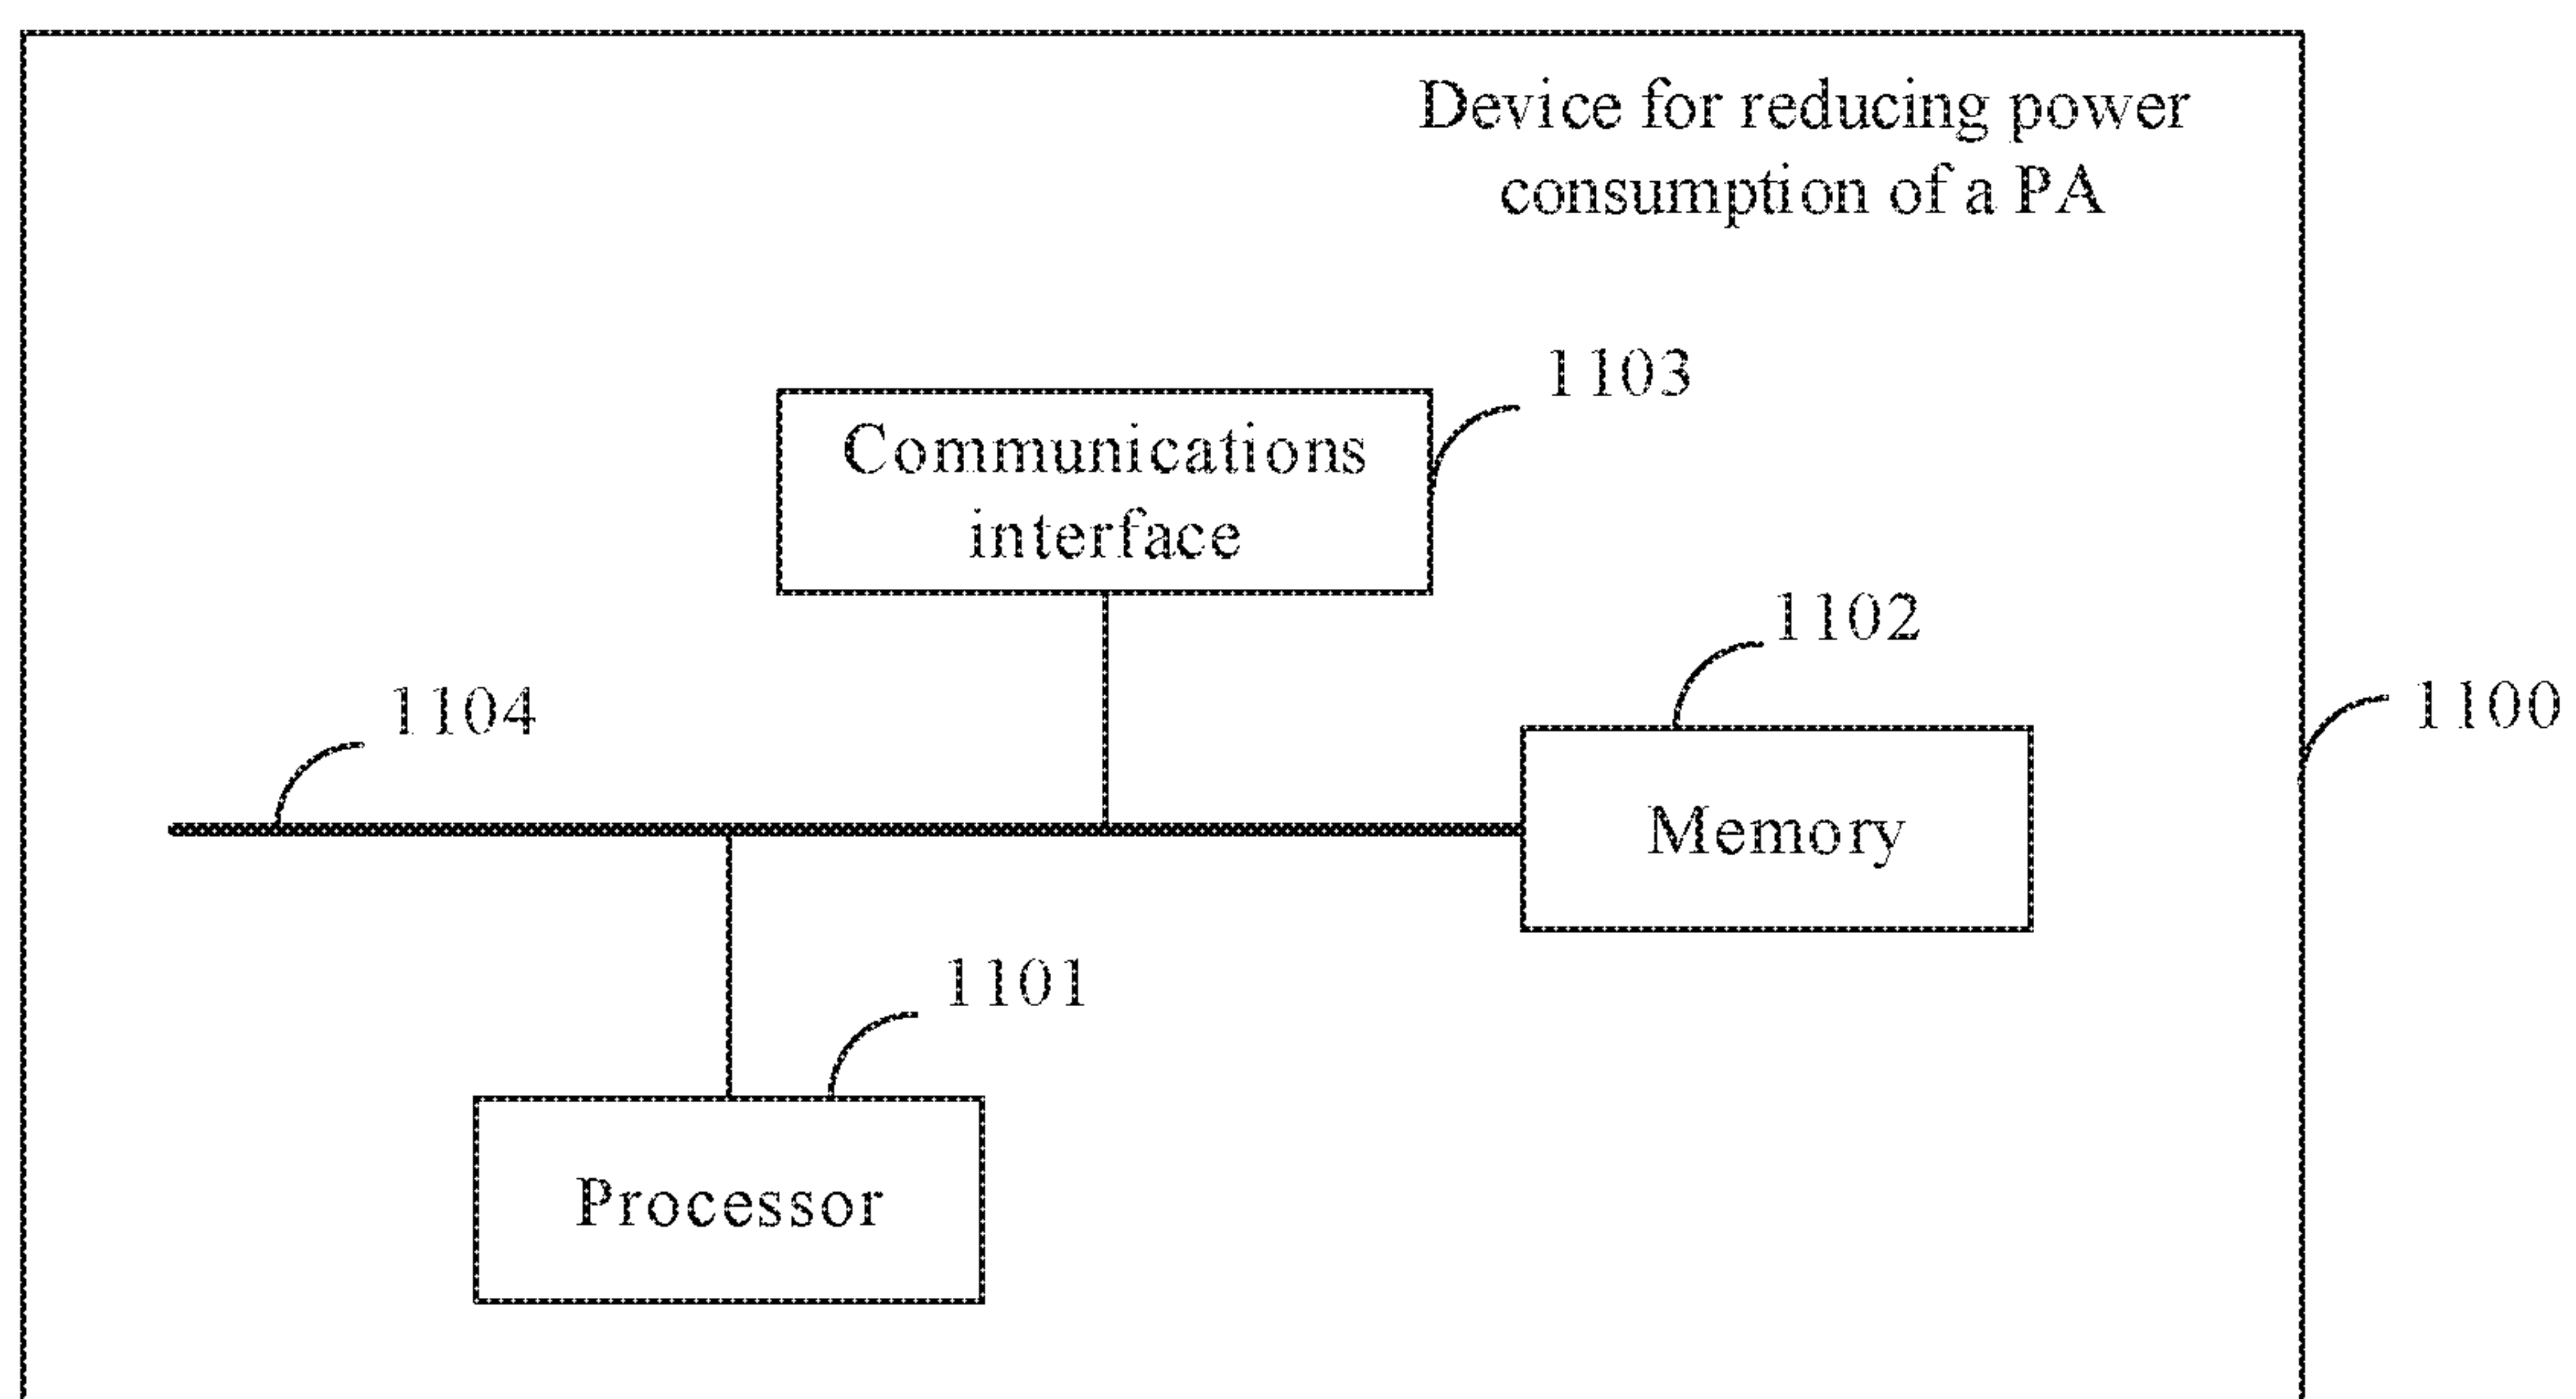 Device for reducing power
consumption of a PA
1103
Communications
interface
1102
1104
1100
Memory
1101
Processor